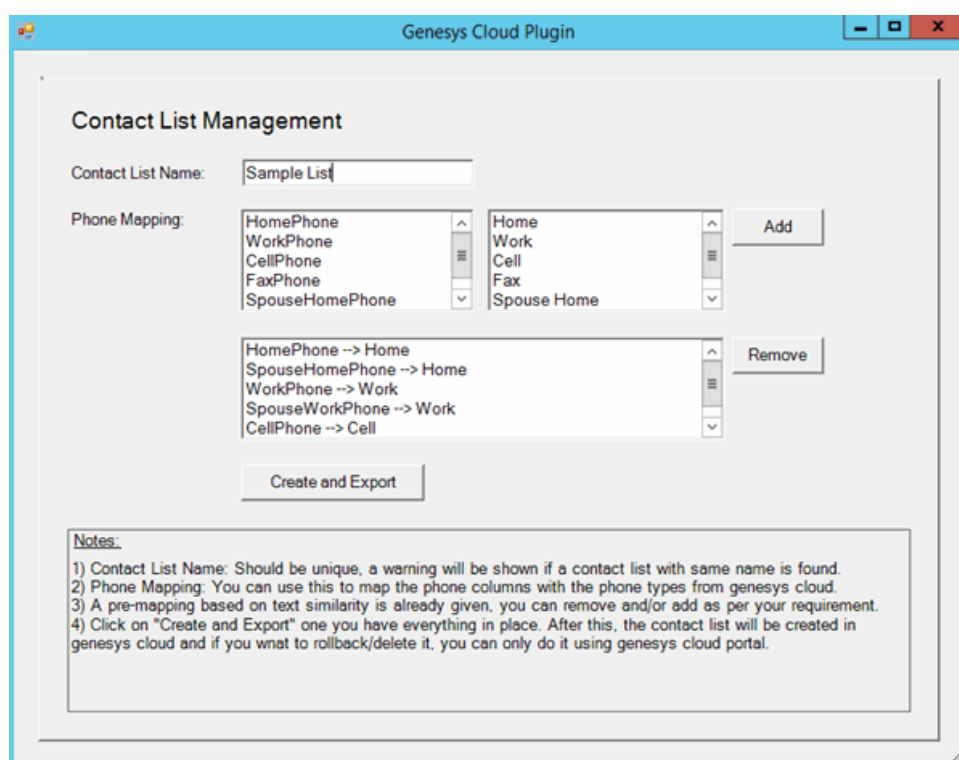 Genesys Cloud Plugin
Contact List Management
Contact List Name:
Sample List
Phone Mapping:
HomePhone
WorkPhone
CellPhone
FaxPhone
SpouseHomePhone
Home
Work
Cell
Fax
Spouse Home
Add
HomePhone --> Home
SpouseHomePhone --> Home
WorkPhone --> Work
SpouseWorkPhone --> Work
CellPhone --> Cell
Remove
Create and Export
Notes:
1) Contact List Name: Should be unique, a warning will be shown if a contact list with same name is found.
2) Phone Mapping: You can use this to map the phone columns with the phone types from genesys cloud.
3) A pre-mapping based on text similarity is already given, you can remove and/or add as per your requirement.
4) Click on "Create and Export" one you have everything in place. After this, the contact list will be created in
genesys cloud and if you wnat to rollback/delete it, you can only do it using genesys cloud portal.